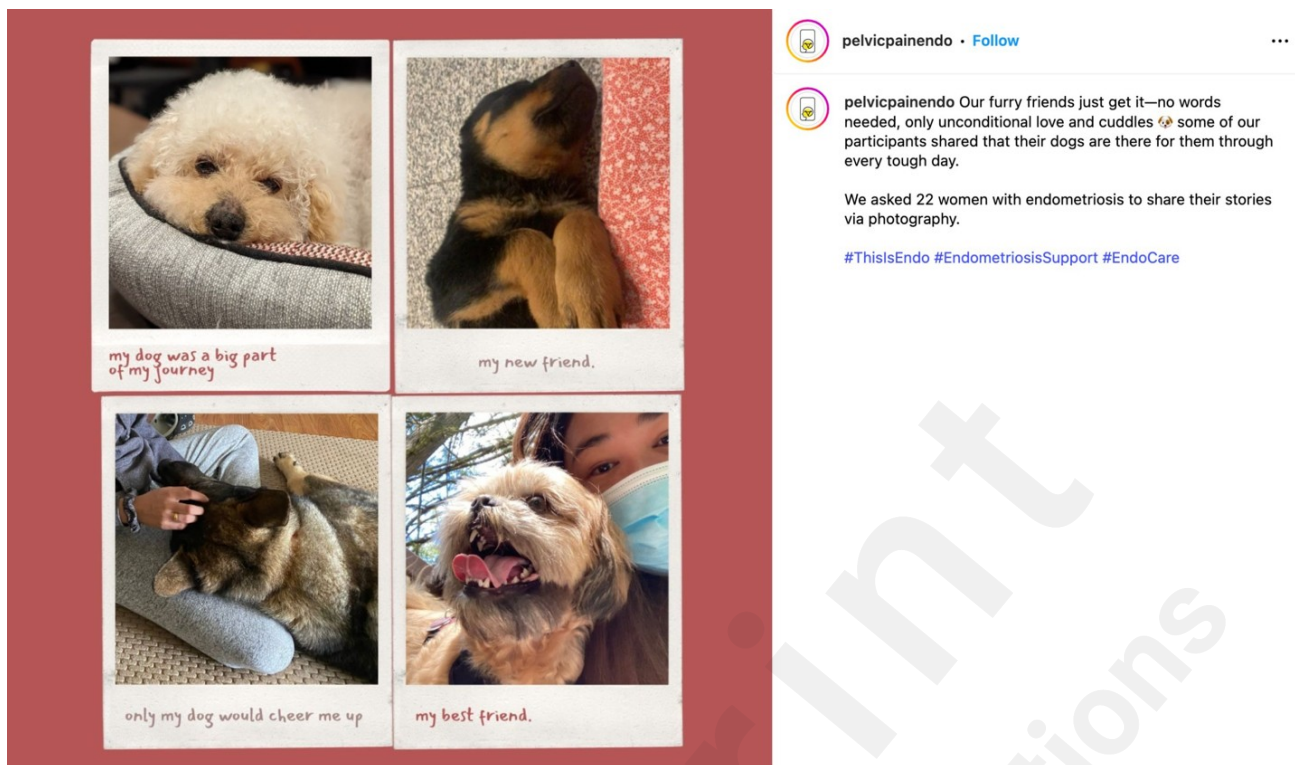 my dog was a big part
of my journey
my new friend.
only my dog would cheer me up
my best friend.
pelvicpainendo • Follow
pelvicpainendo Our furry friends just get it—no words
needed, only unconditional love and cuddles 🐶 some of our
participants shared that their dogs are there for them through
every tough day.
We asked 22 women with endometriosis to share their stories
via photography.
#ThisIsEndo #EndometriosisSupport #EndoCare
rint
tions